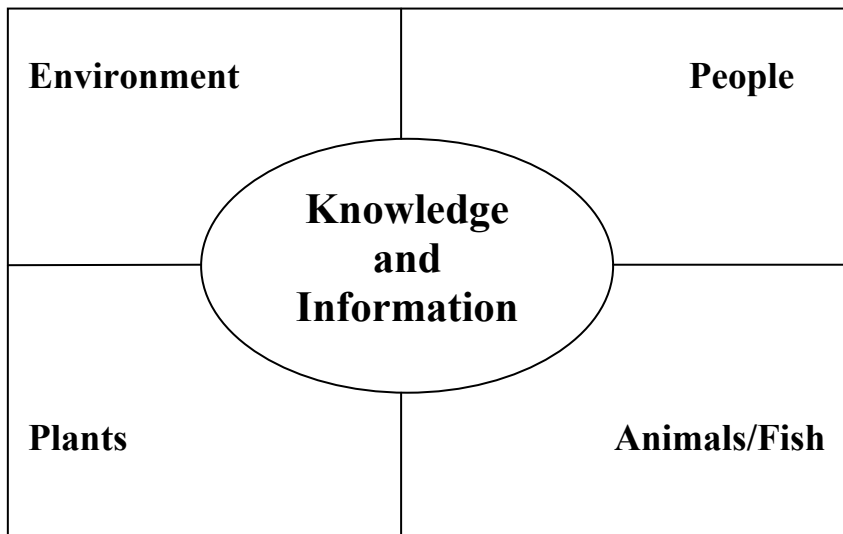 Environment
People
Knowledge
and
Information
Plants
Animals/Fish